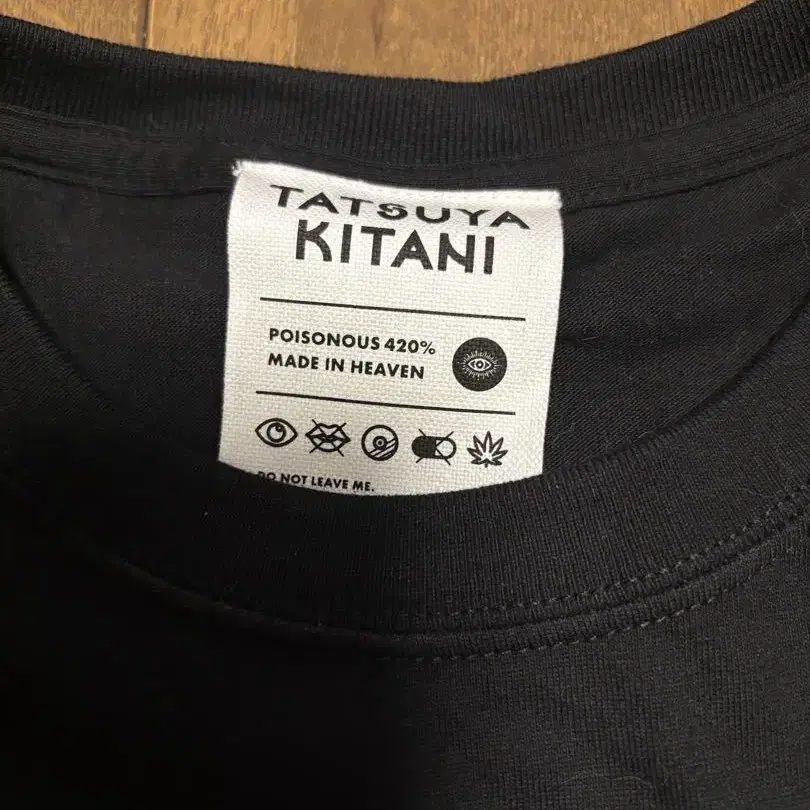 TATSUYA
KITANI
POISONOUS 420%
MADE IN HEAVEN
DO NOT LEAVE ME.